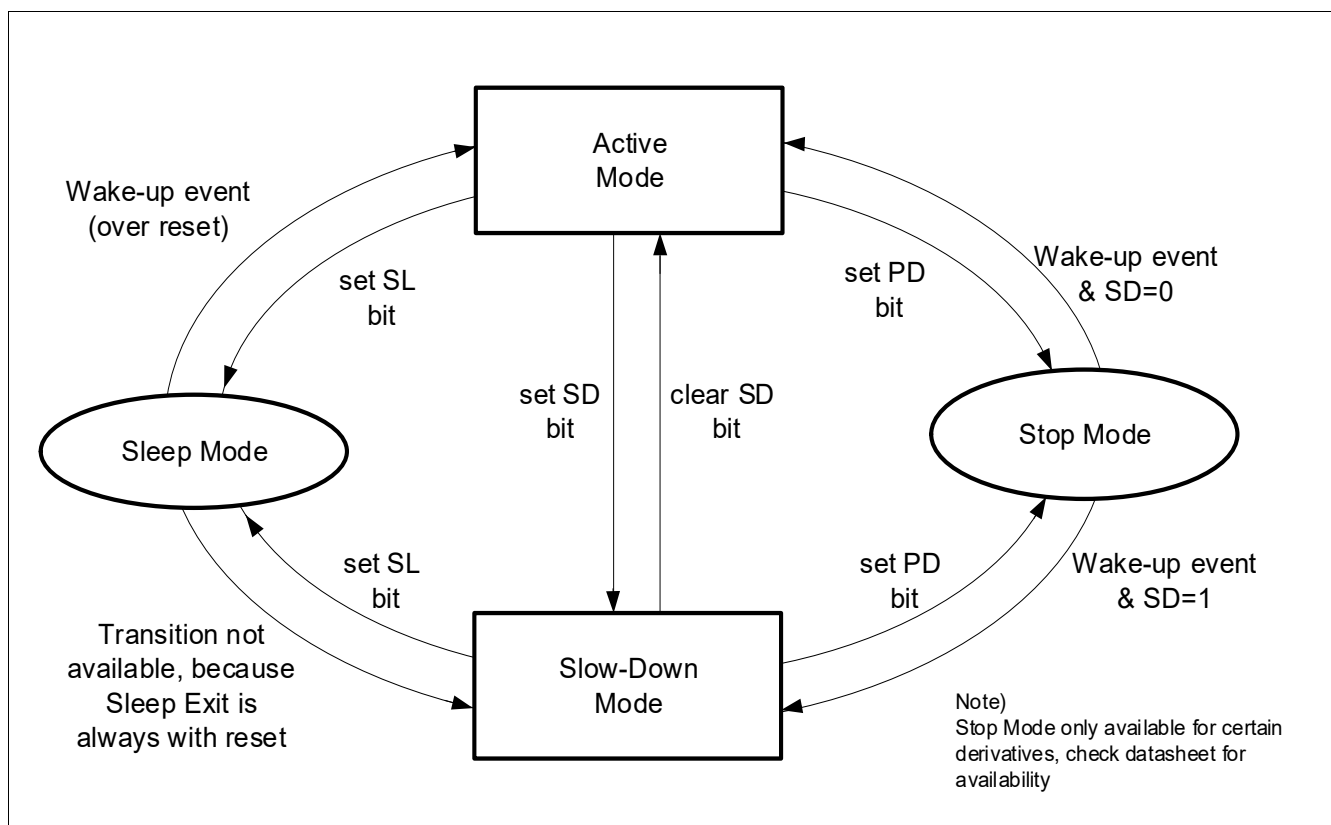 Active
Mode
Wake-up event
(over reset)
set SL
bit
set PD
bit
Wake-up event
& SD=0
set SD
bit
clear SD
bit
Sleep Mode
Stop Mode
set SL
bit
set PD
bit
Wake-up event
& SD=1
Transition not
available, because
Sleep Exit is
always with reset
Slow-Down
Mode
Note)
Stop Mode only available for certain
derivatives, check datasheet for
availability